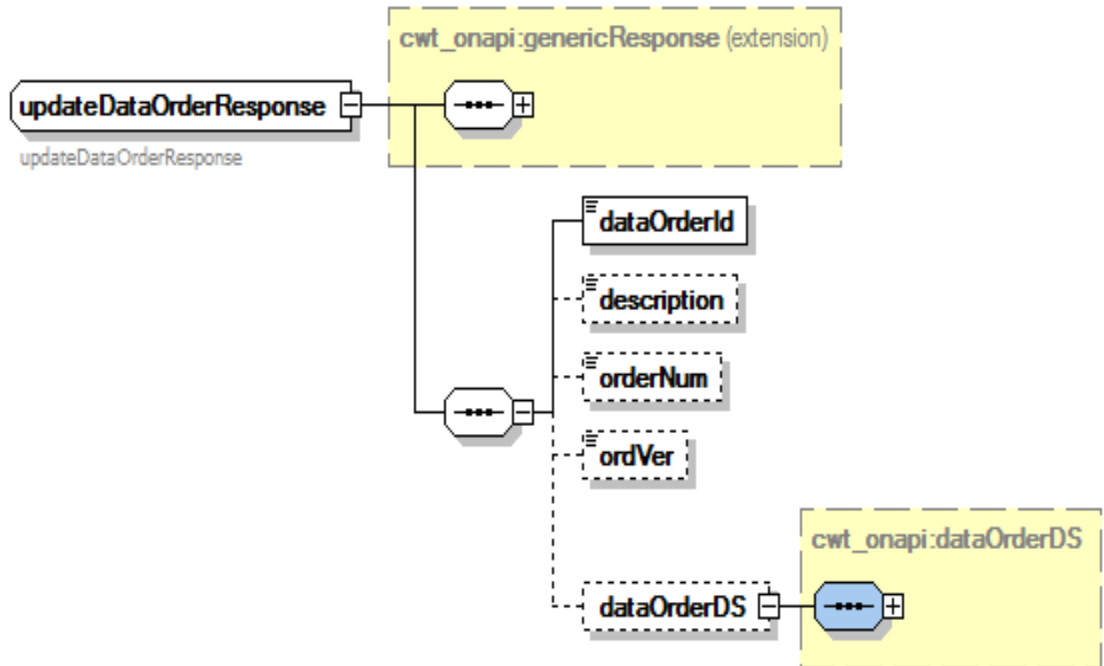 cwt_onapi:genericResponse (extension)
updateDataOrderResponse
updateDataOrderResponse
dataOrderId
description
orderNum
ordVer
cwt_onapi:dataOrderDS
dataOrderDS